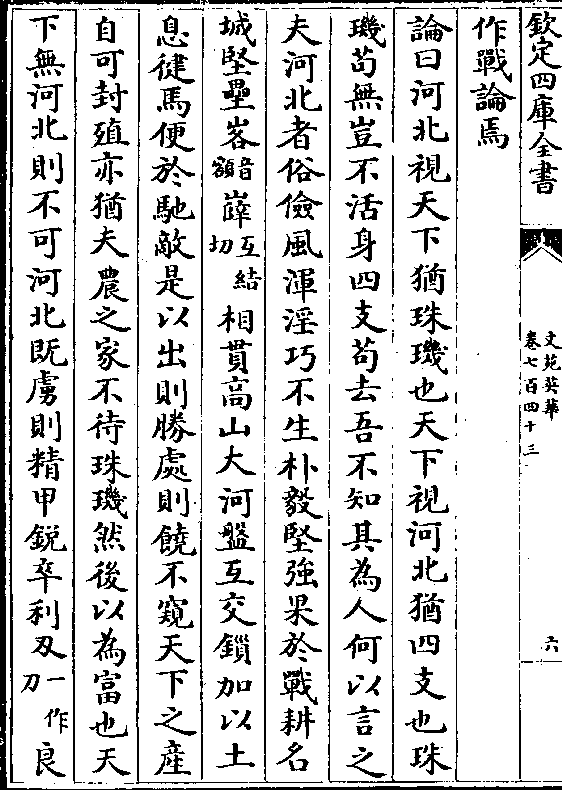 欽定四庫全書
文苑英華
卷七百四十三
六
作戰論焉
論曰河北視天下猶珠璣也天下視河北猶四支也珠
璣苟無豈不活身四支苟去吾不知其為人何以言之
夫河北者俗儉風渾淫巧不生朴毅堅強果於戰耕名
城堅壘峉音額嶭互結切相貫高山大河盤互交鎖加以土
息徤馬便於馳敵是以出則勝處則饒不窺天下之產
自可封殖亦猶夫農之家不待珠璣然後以為富也天
下無河北則不可河北既虜則精甲鋭卒利刄一作刀良